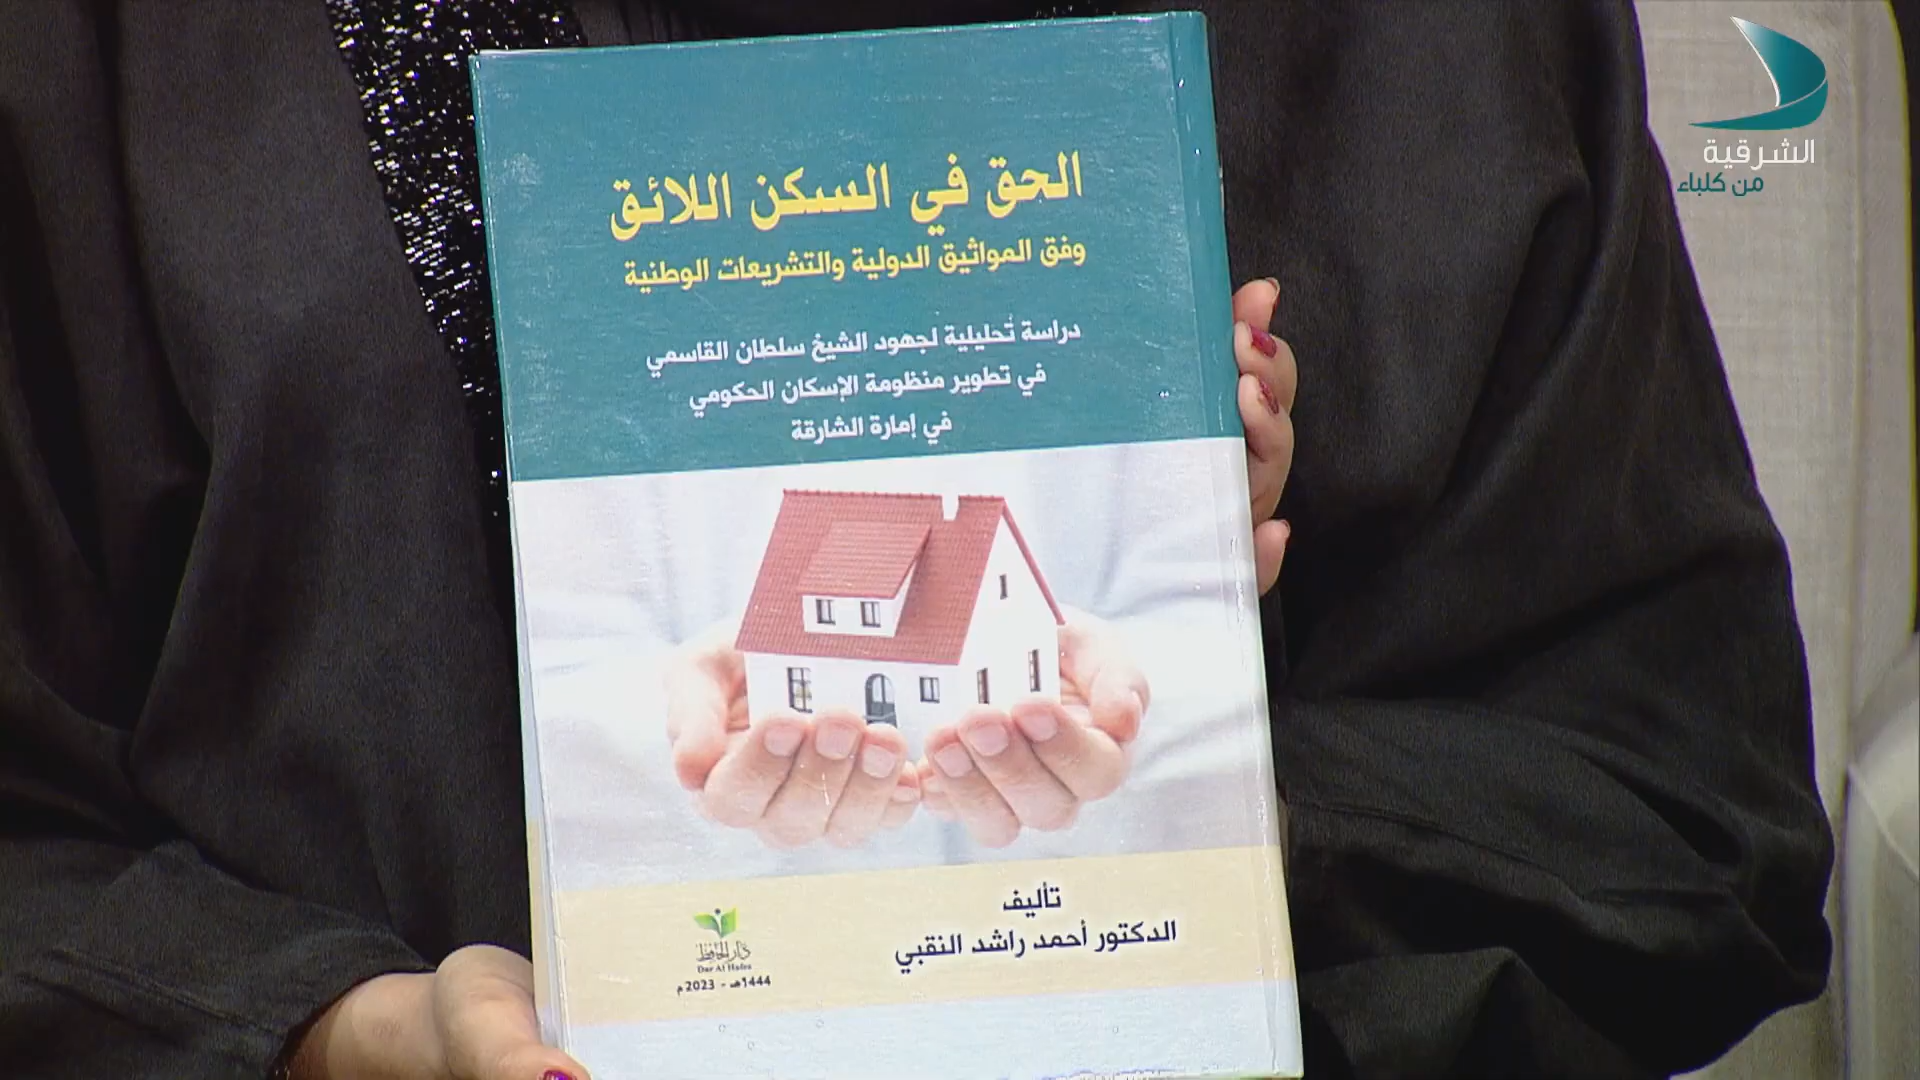 الشرقية
من كلباء
الحق في السكن اللائق
وفق المواثيق الدولية والتشريعات الوطنية
دراسة تحليلية لجهود الشيخ سلطان القاسمي
في تطوير منظومة الإسكان الحكومي
في إمارة الشارقة
تأليف
الدكتور أحمد راشد النقبي
دار الحافظ
Dar Al Hafez
1444هـ - 2023م